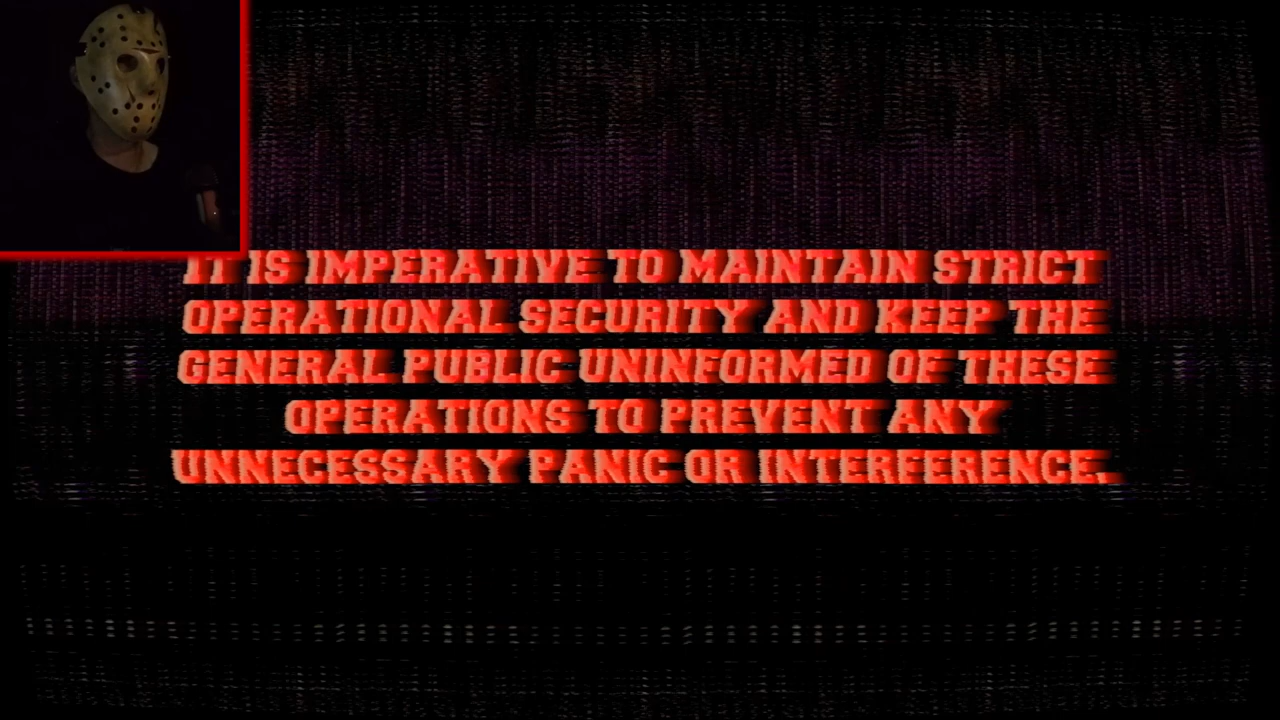 IT IS IMPERATIVE TO MAINTAIN STRICT
OPERATIONAL SECURITY AND KEEP THE
GENERAL PUBLIC UNINFORMED OF THESE
OPERATIONS TO PREVENT ANY
UNNECESSARY PANIC OR INTERFERENCE.